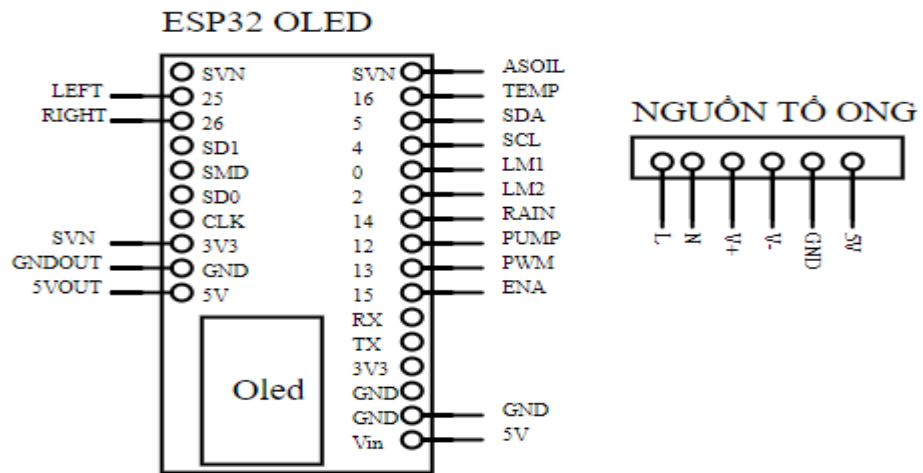 ESP32 OLED
SVN SVN ASOIL
LEFT 25 16 TEMP
RIGHT 26 5 SDA
SD1 4 SCL
SMD 0 LM1
SD0 2 LM2
CLK 14 RAIN
SVN 3V3 12 PUMP
GNDOUT GND 13 PWM
5VOUT 5V 15 ENA
RX
TX
3V3
GND
GND GND
Vin 5V
Oled
NGUỒN TỔ ONG
L N V+ V- GND 5V